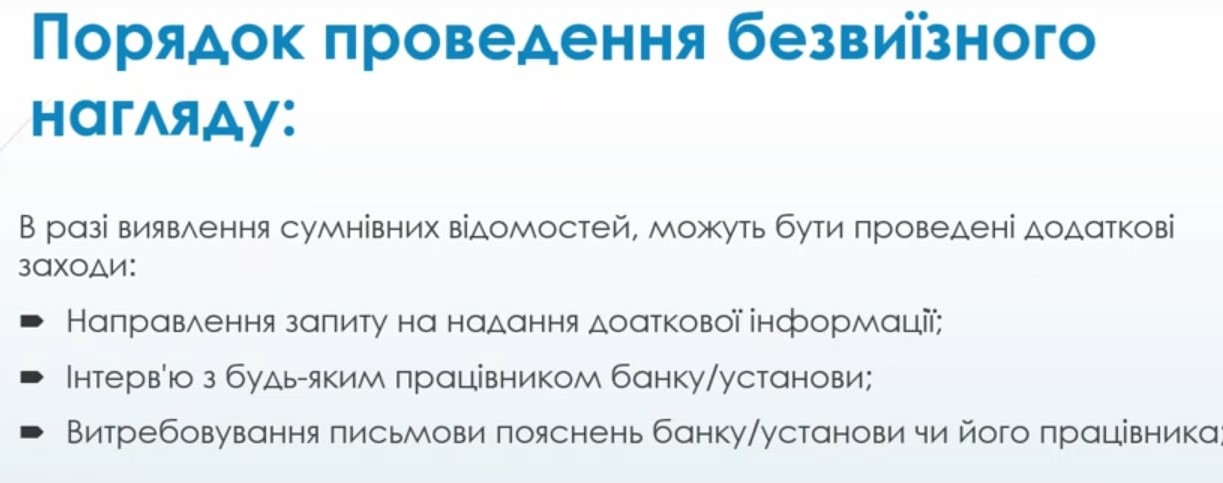 Порядок проведення безвиїзного
нагляду:
В разі виявлення сумнівних відомостей, можуть бути проведені додаткові
заходи:
Направлення запиту на надання доаткової інформації;
Інтерв'ю з будь-яким працівником банку/установи;
Витребовування письмови пояснень банку/установи чи його працівника;